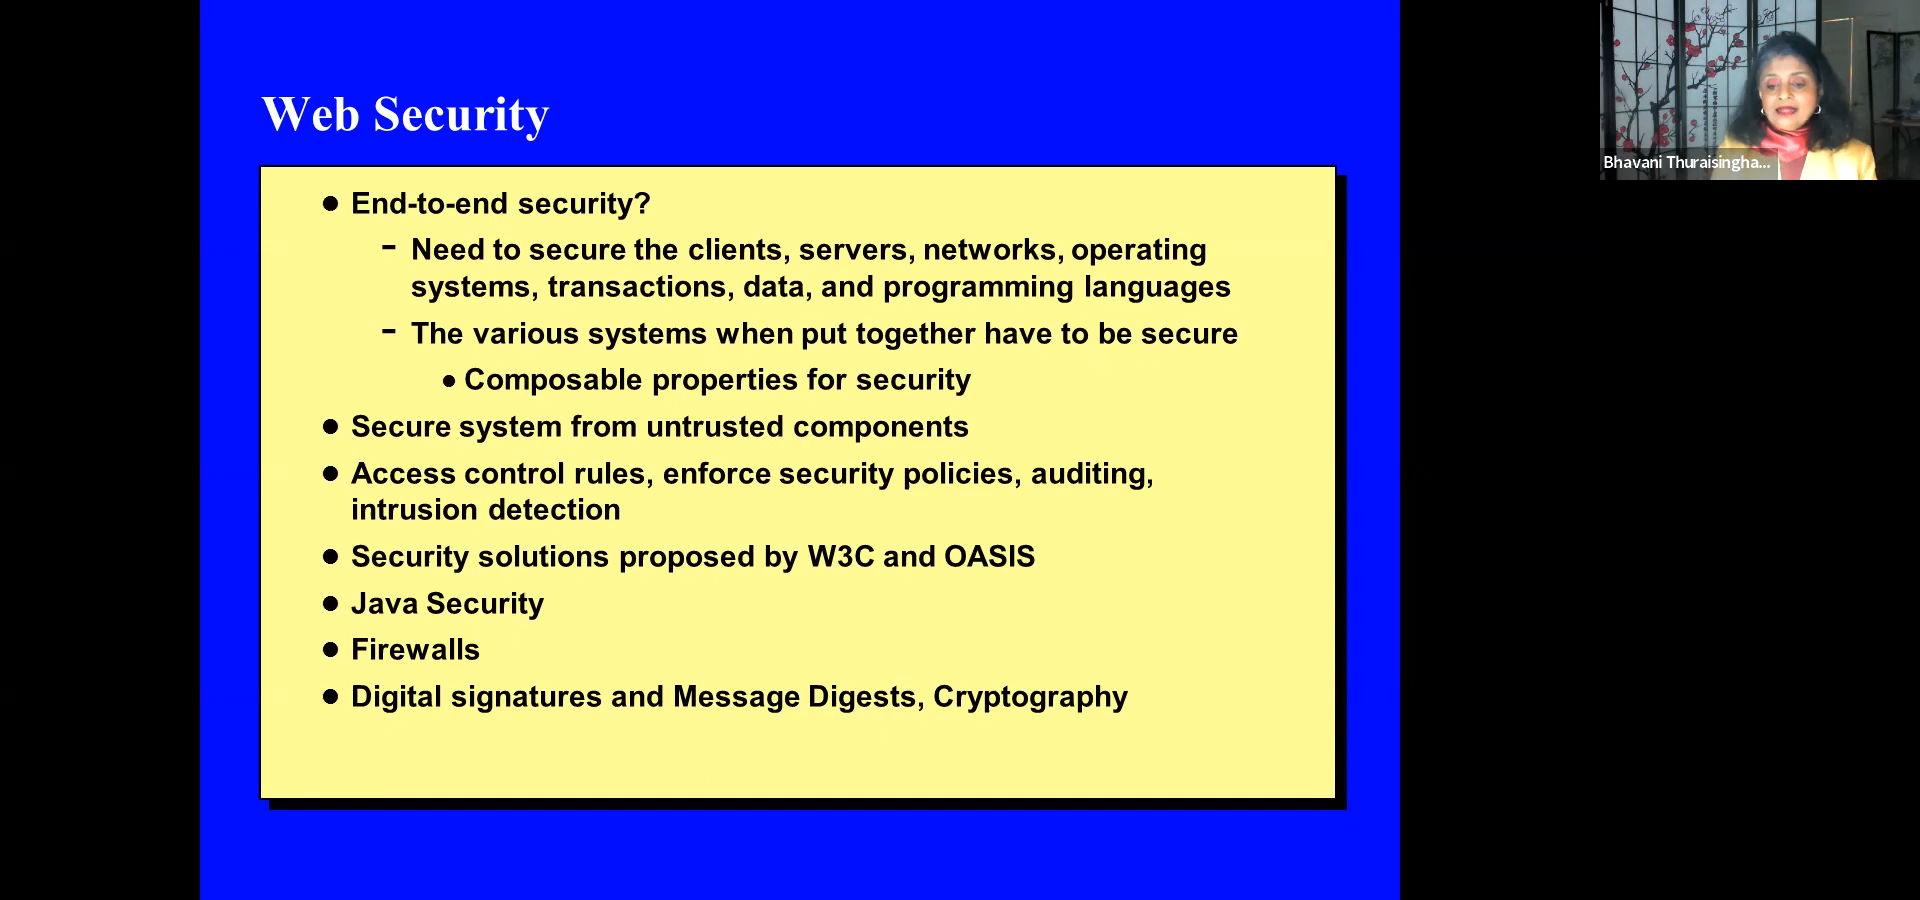 Web Security
● End-to-end security?
- Need to secure the clients, servers, networks, operating
systems, transactions, data, and programming languages
- The various systems when put together have to be secure
● Composable properties for security
● Secure system from untrusted components
● Access control rules, enforce security policies, auditing,
intrusion detection
● Security solutions proposed by W3C and OASIS
● Java Security
● Firewalls
● Digital signatures and Message Digests, Cryptography
Bhavani Thuraisingha...